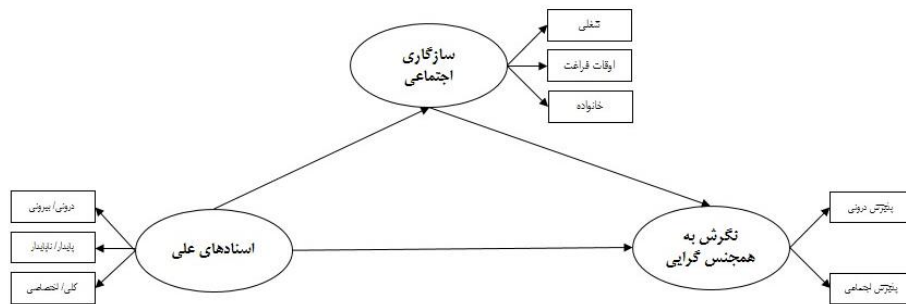 شغلی
سازگاری
اجتماعی
اوقات فراغت
خانواده
درونی/ بیرونی
پایدار/ ناپایدار
کلی/ اختصاصی
اسنادهای علی
نگرش به
همجنس گرایی
پذیرش درونی
پذیرش اجتماعی